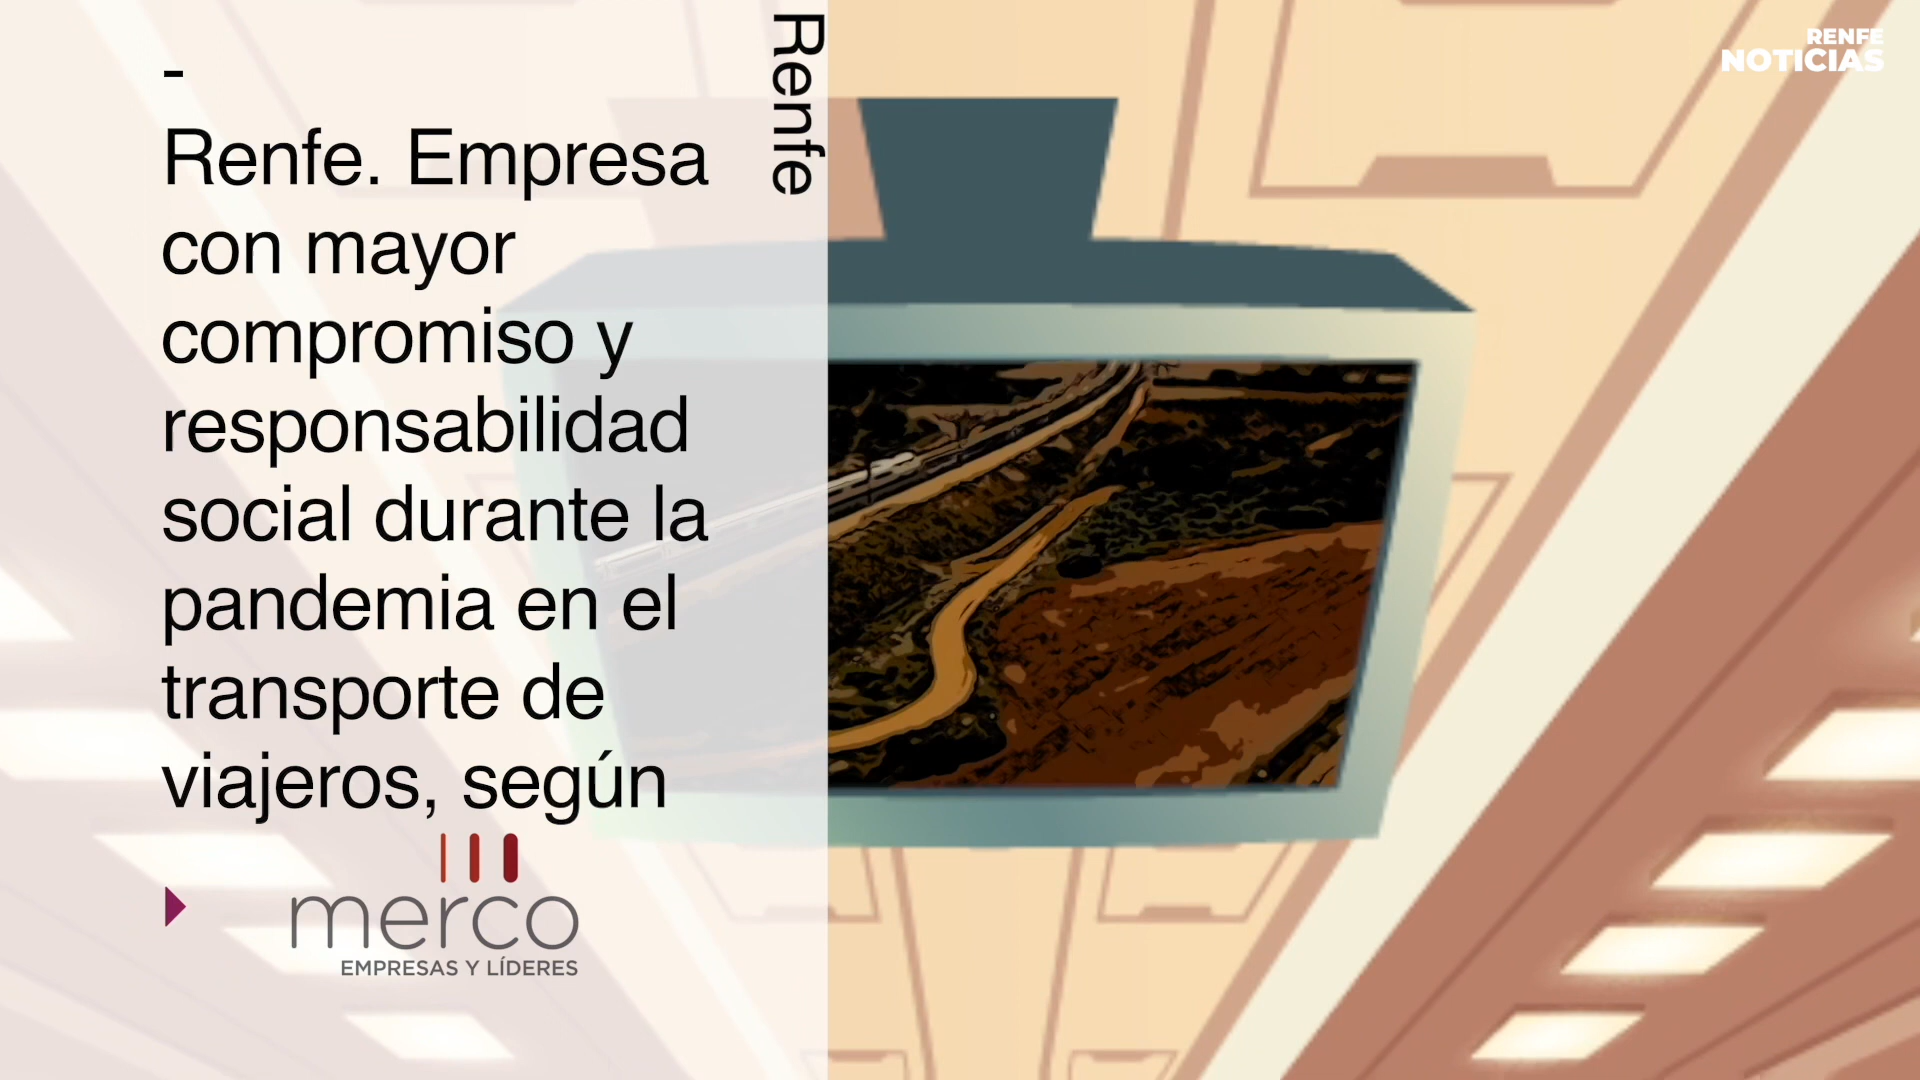 -
Renfe. Empresa
con mayor
compromiso y
responsabilidad
social durante la
pandemia en el
transporte de
viajeros, según
merco
EMPRESAS Y LÍDERES
Renfe
RENFE
NOTICIAS